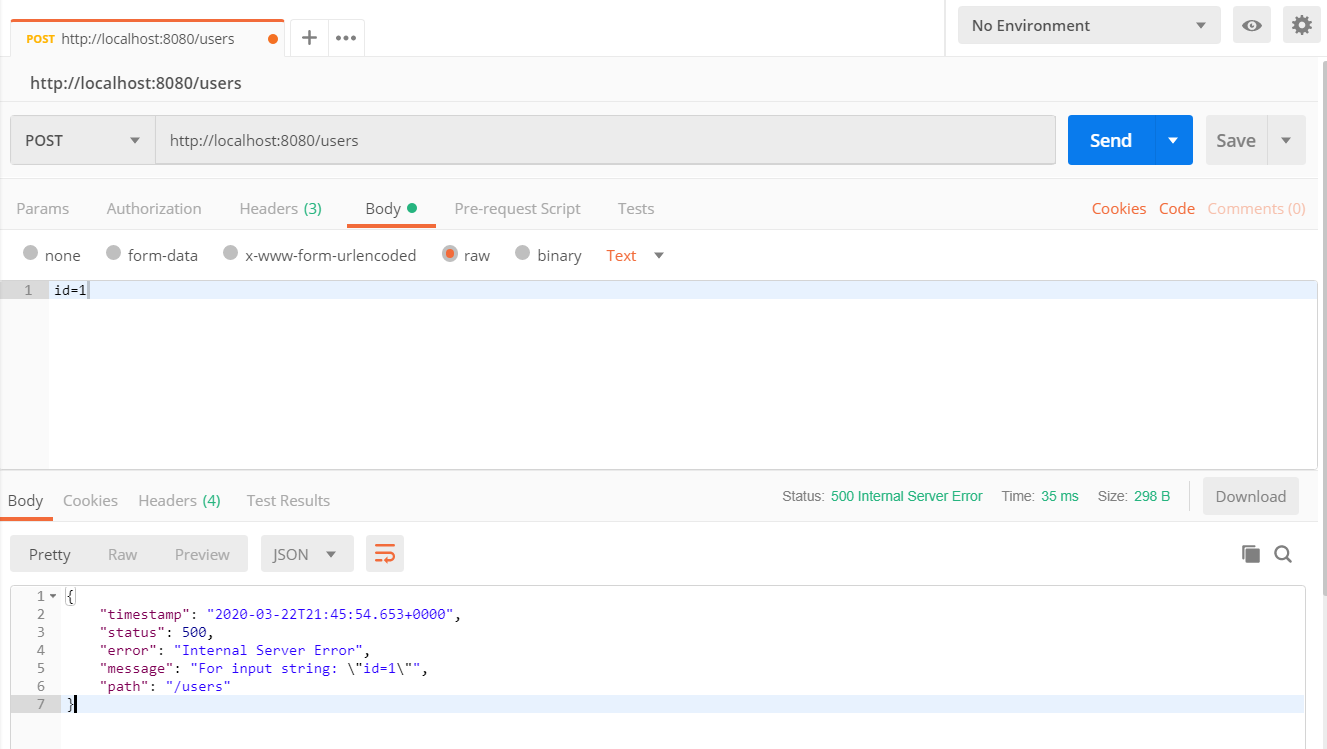 POST http://localhost:8080/users
No Environment
http://localhost:8080/users
POST http://localhost:8080/users Send Save
Params Authorization Headers (3) Body Pre-request Script Tests Cookies Code Comments (0)
none form-data x-www-form-urlencoded raw binary Text
1 id=1
Body Cookies Headers (4) Test Results Status: 500 Internal Server Error Time: 35 ms Size: 298 B Download
Pretty Raw Preview JSON
1 {
2 "timestamp": "2020-03-22T21:45:54.653+0000",
3 "status": 500,
4 "error": "Internal Server Error",
5 "message": "For input string: \"id=1\"",
6 "path": "/users"
7 }